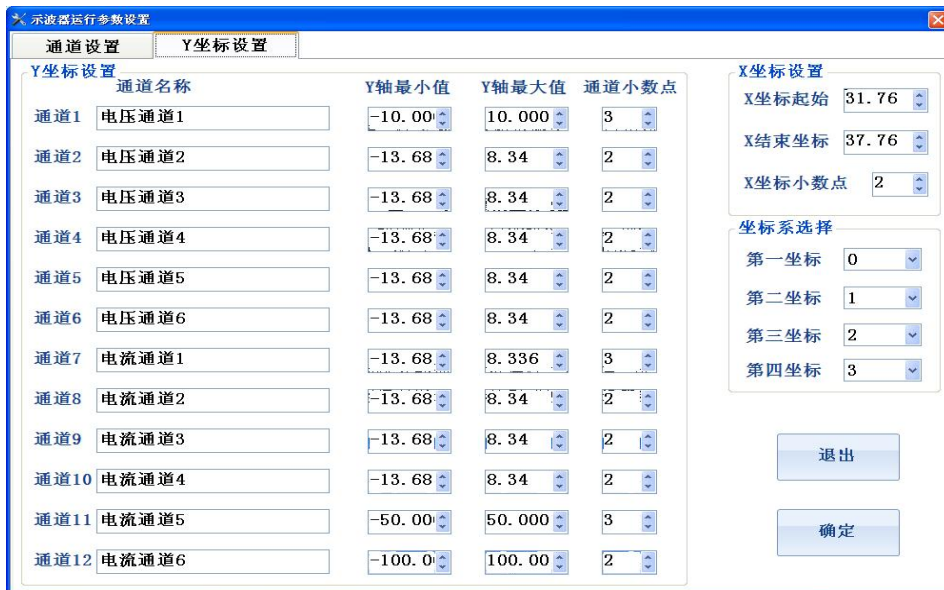 示波器运行参数设置
通道设置 Y坐标设置
Y坐标设置
通道名称 Y轴最小值 Y轴最大值 通道小数点
通道1 电压通道1 -10.00 10.000 3
通道2 电压通道2 -13.68 8.34 2
通道3 电压通道3 -13.68 8.34 2
通道4 电压通道4 -13.68 8.34 2
通道5 电压通道5 -13.68 8.34 2
通道6 电压通道6 -13.68 8.34 2
通道7 电流通道1 -13.68 8.336 3
通道8 电流通道2 -13.68 8.34 2
通道9 电流通道3 -13.68 8.34 2
通道10 电流通道4 -13.68 8.34 2
通道11 电流通道5 -50.00 50.000 3
通道12 电流通道6 -100.0 100.00 2
X坐标设置
X坐标起始 31.76
X结束坐标 37.76
X坐标小数点 2
坐标系选择
第一坐标 0
第二坐标 1
第三坐标 2
第四坐标 3
退出
确定